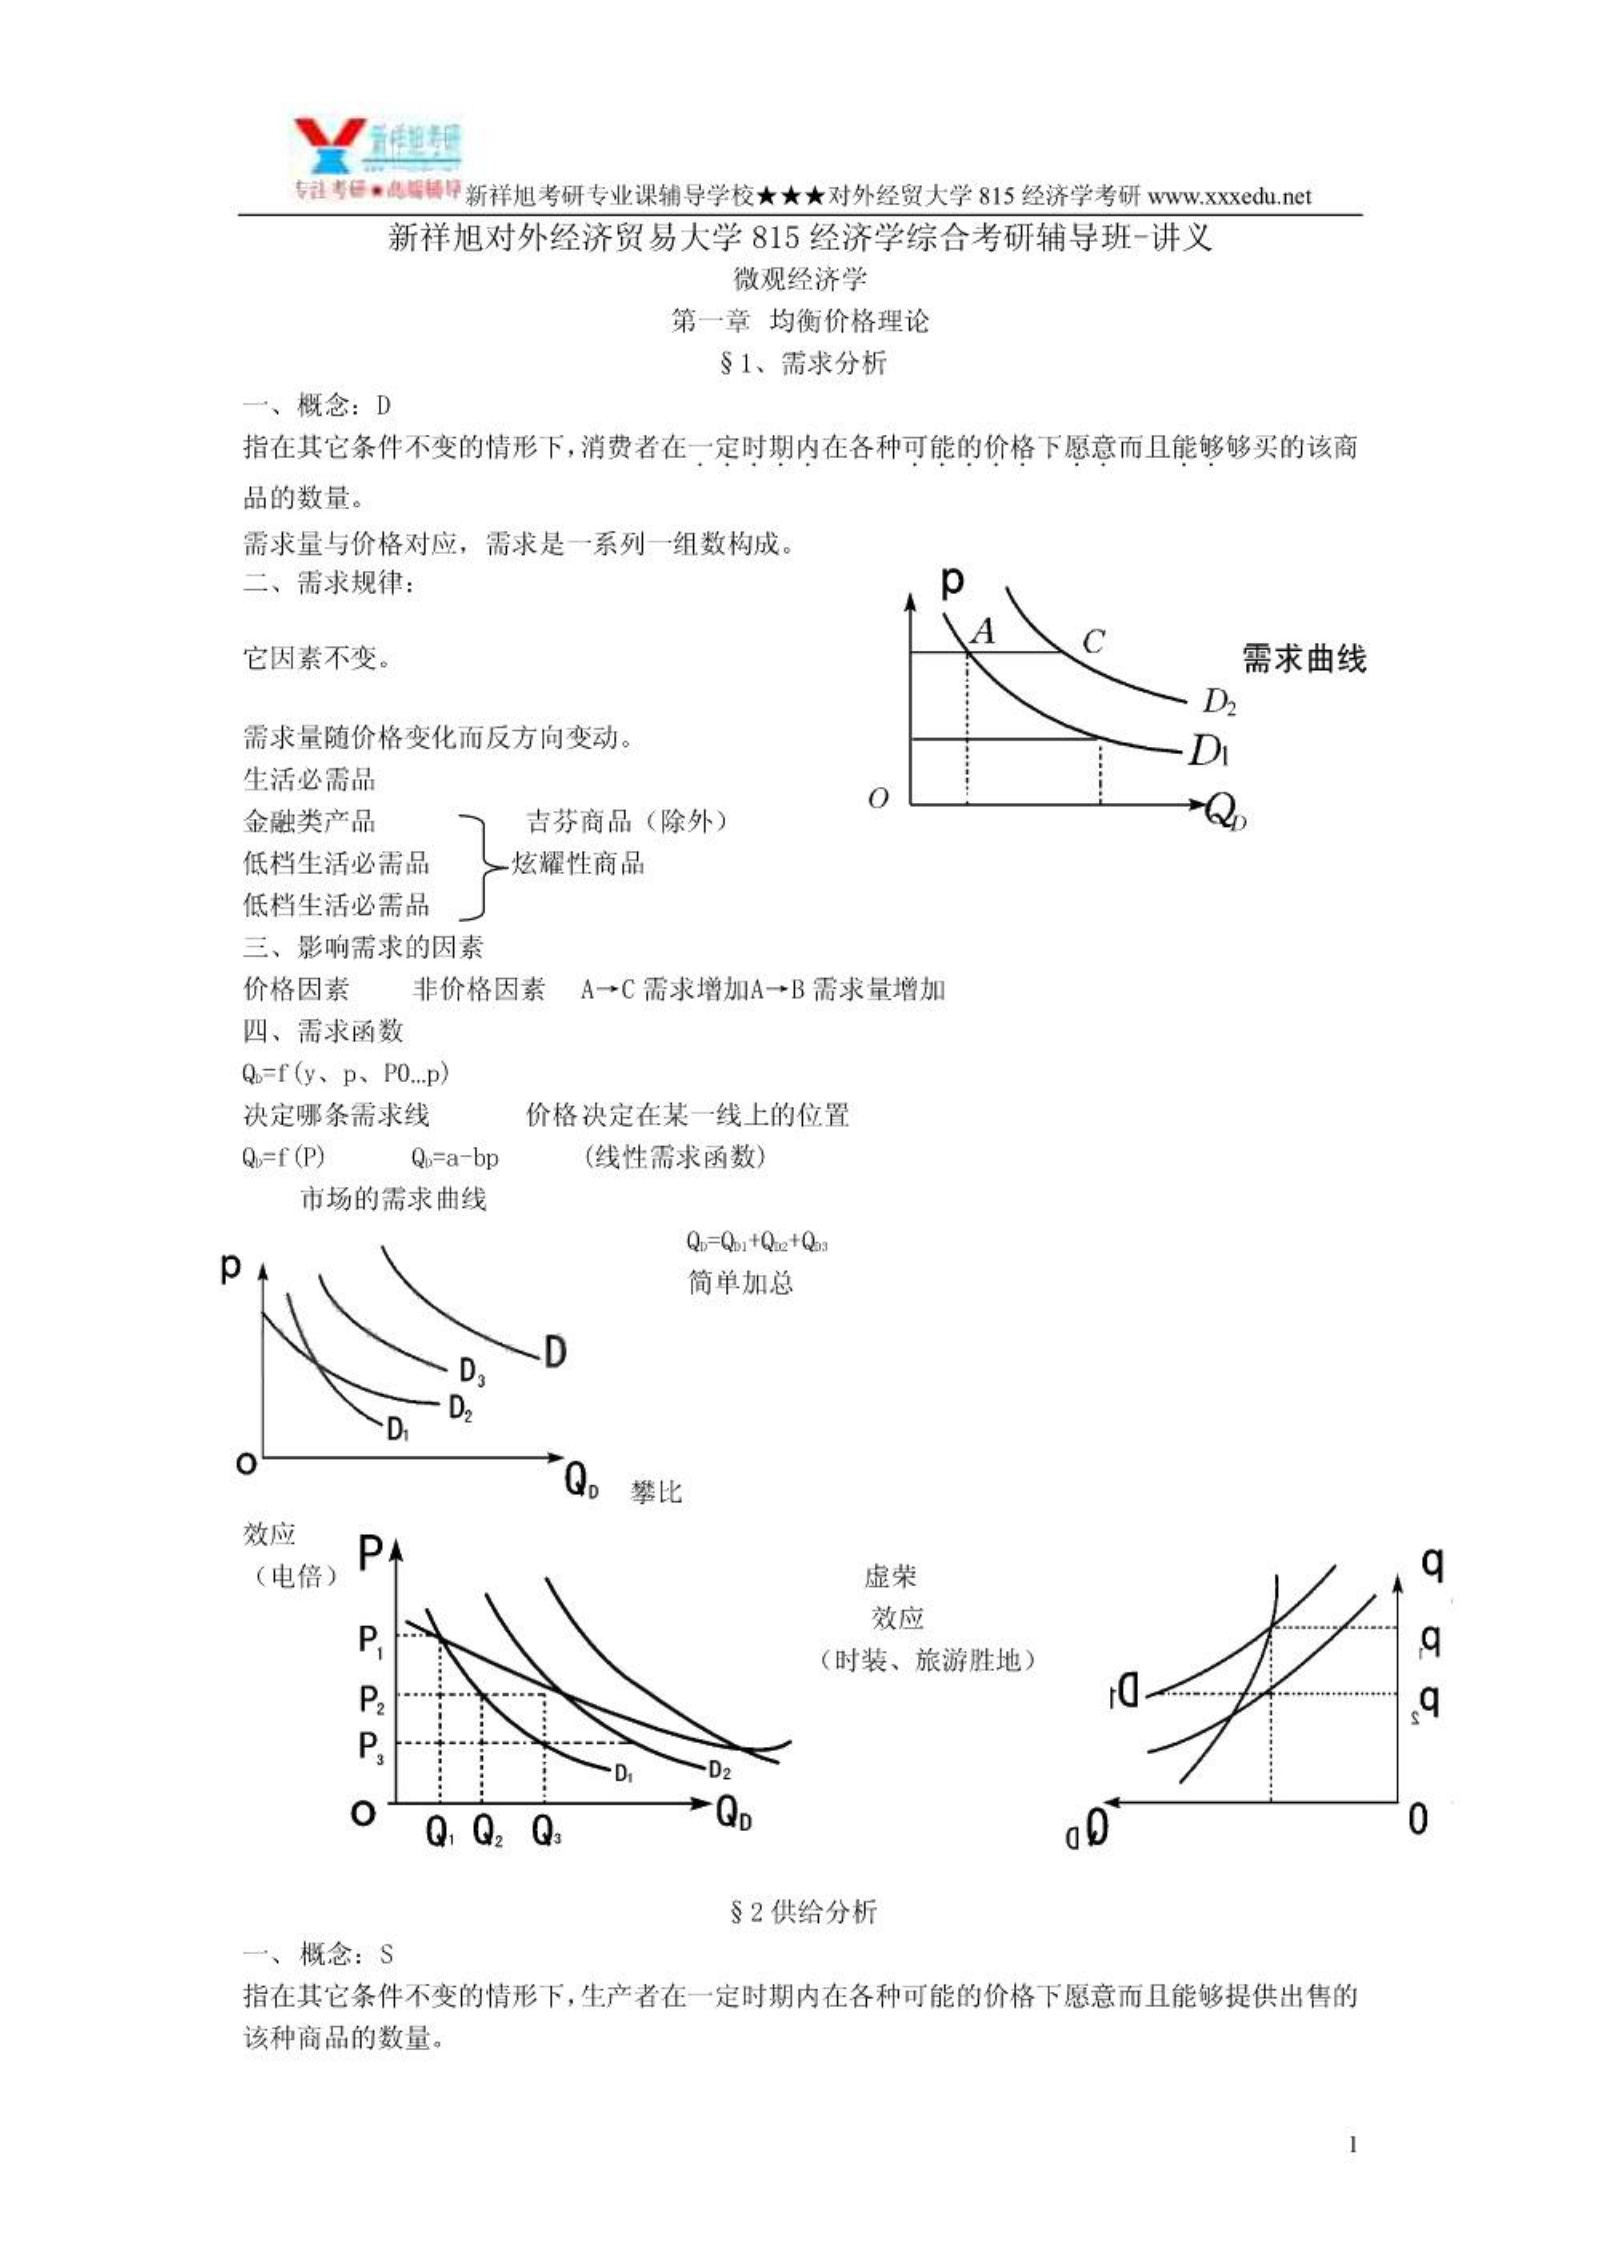 新祥旭考研
专注考研●高端辅导 新祥旭考研专业课辅导学校★★★对外经贸大学 815 经济学考研 www.xxxedu.net
新祥旭对外经济贸易大学 815 经济学综合考研辅导班-讲义
微观经济学
第一章 均衡价格理论
§1、需求分析
一、概念：D
指在其它条件不变的情形下,消费者在一定时期内在各种可能的价格下愿意而且能够够买的该商
品的数量。
需求量与价格对应，需求是一系列一组数构成。
二、需求规律：
p
A
C
需求曲线
它因素不变。
D2
需求量随价格变化而反方向变动。
D1
生活必需品
O
QD
金融类产品 吉芬商品（除外）
低档生活必需品 炫耀性商品
低档生活必需品
三、影响需求的因素
价格因素 非价格因素 A→C 需求增加A→B 需求量增加
四、需求函数
QD=f(y、p、P0…p)
决定哪条需求线 价格决定在某一线上的位置
QD=f(P) QD=a-bp (线性需求函数)
市场的需求曲线
QD=QD1+QD2+QD3
简单加总
p
D
D3
D2
D1
O
QD 攀比
效应
（电倍）
P
P1
P2
P3
D1
D2
O
Q1 Q2 Q3
QD
虚荣
效应
（时装、旅游胜地）
p
p1
D1
p2
QD
O
§2 供给分析
一、 概念：S
指在其它条件不变的情形下,生产者在一定时期内在各种可能的价格下愿意而且能够提供出售的
该种商品的数量。
1